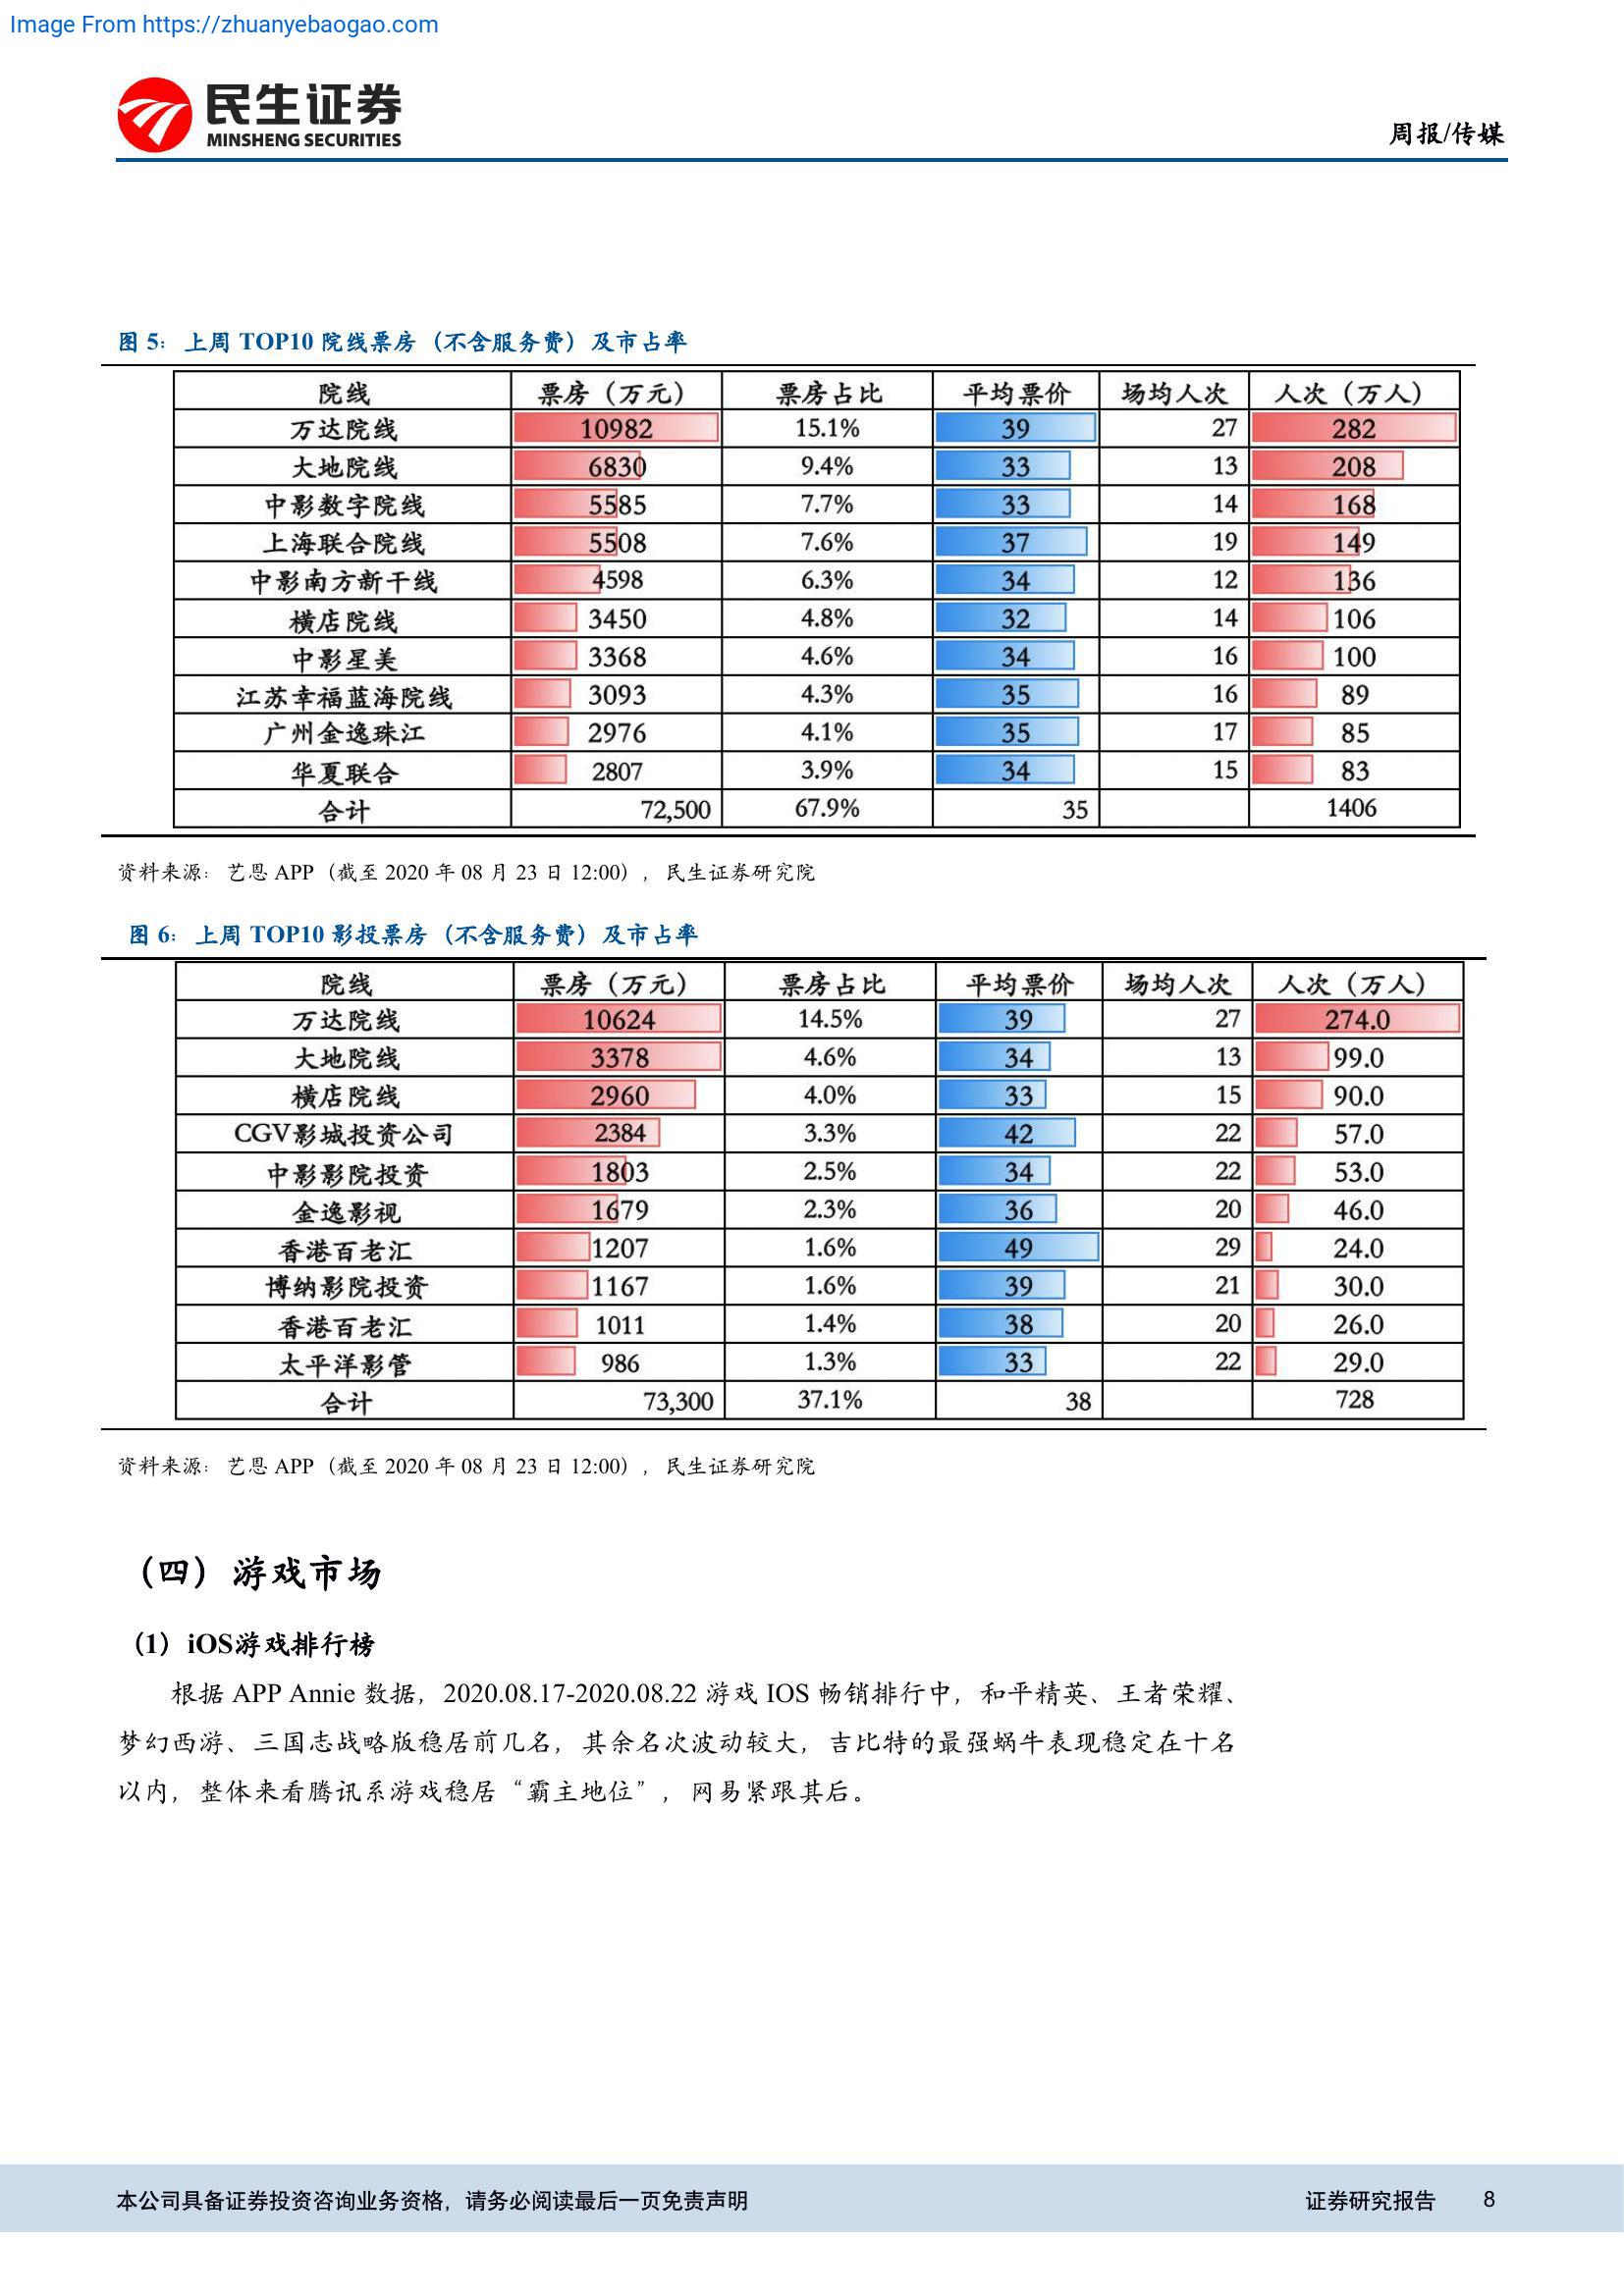 Image From https://zhuanyebaogao.com
民生证券
MINSHENG SECURITIES
周报/传媒
图 5：上周 TOP10 院线票房（不含服务费）及市占率
院线 票房（万元） 票房占比 平均票价 场均人次 人次（万人）
万达院线 10982 15.1% 39 27 282
大地院线 6830 9.4% 33 13 208
中影数字院线 5585 7.7% 33 14 168
上海联合院线 5508 7.6% 37 19 149
中影南方新干线 4598 6.3% 34 12 136
横店院线 3450 4.8% 32 14 106
中影星美 3368 4.6% 34 16 100
江苏幸福蓝海院线 3093 4.3% 35 16 89
广州金逸珠江 2976 4.1% 35 17 85
华夏联合 2807 3.9% 34 15 83
合计 72,500 67.9% 35 1406
资料来源：艺恩 APP（截至 2020 年 08 月 23 日 12:00），民生证券研究院
图 6：上周 TOP10 影投票房（不含服务费）及市占率
院线 票房（万元） 票房占比 平均票价 场均人次 人次（万人）
万达院线 10624 14.5% 39 27 274.0
大地院线 3378 4.6% 34 13 99.0
横店院线 2960 4.0% 33 15 90.0
CGV影城投资公司 2384 3.3% 42 22 57.0
中影影院投资 1803 2.5% 34 22 53.0
金逸影视 1679 2.3% 36 20 46.0
香港百老汇 1207 1.6% 49 29 24.0
博纳影院投资 1167 1.6% 39 21 30.0
香港百老汇 1011 1.4% 38 20 26.0
太平洋影管 986 1.3% 33 22 29.0
合计 73,300 37.1% 38 728
资料来源：艺恩 APP（截至 2020 年 08 月 23 日 12:00），民生证券研究院
（四）游戏市场
（1）iOS游戏排行榜
根据 APP Annie 数据，2020.08.17-2020.08.22 游戏 IOS 畅销排行中，和平精英、王者荣耀、
梦幻西游、三国志战略版稳居前几名，其余名次波动较大，吉比特的最强蜗牛表现稳定在十名
以内，整体来看腾讯系游戏稳居“霸主地位”，网易紧跟其后。
本公司具备证券投资咨询业务资格，请务必阅读最后一页免责声明
证券研究报告 8